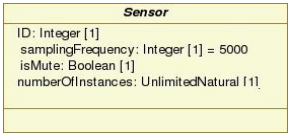 Sensor
ID: Integer [1]
samplingFrequency: Integer [1] = 5000
isMute: Boolean [1]
numberOfInstances: UnlimitedNatural [1]